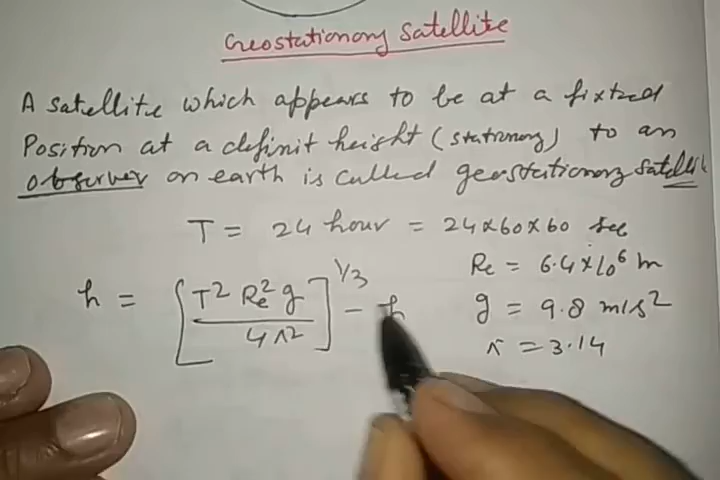 Geostationary Satellite
A satellite which appears to be at a fixted
Position at a definit height (stationary) to an
observer on earth is called geostationary satellite
T = 24 hour = 24×60×60 sec
Re = 6.4×10⁶ m
h = [T² Re² g / 4π²]^1/3 -
g = 9.8 m/s²
π = 3.14